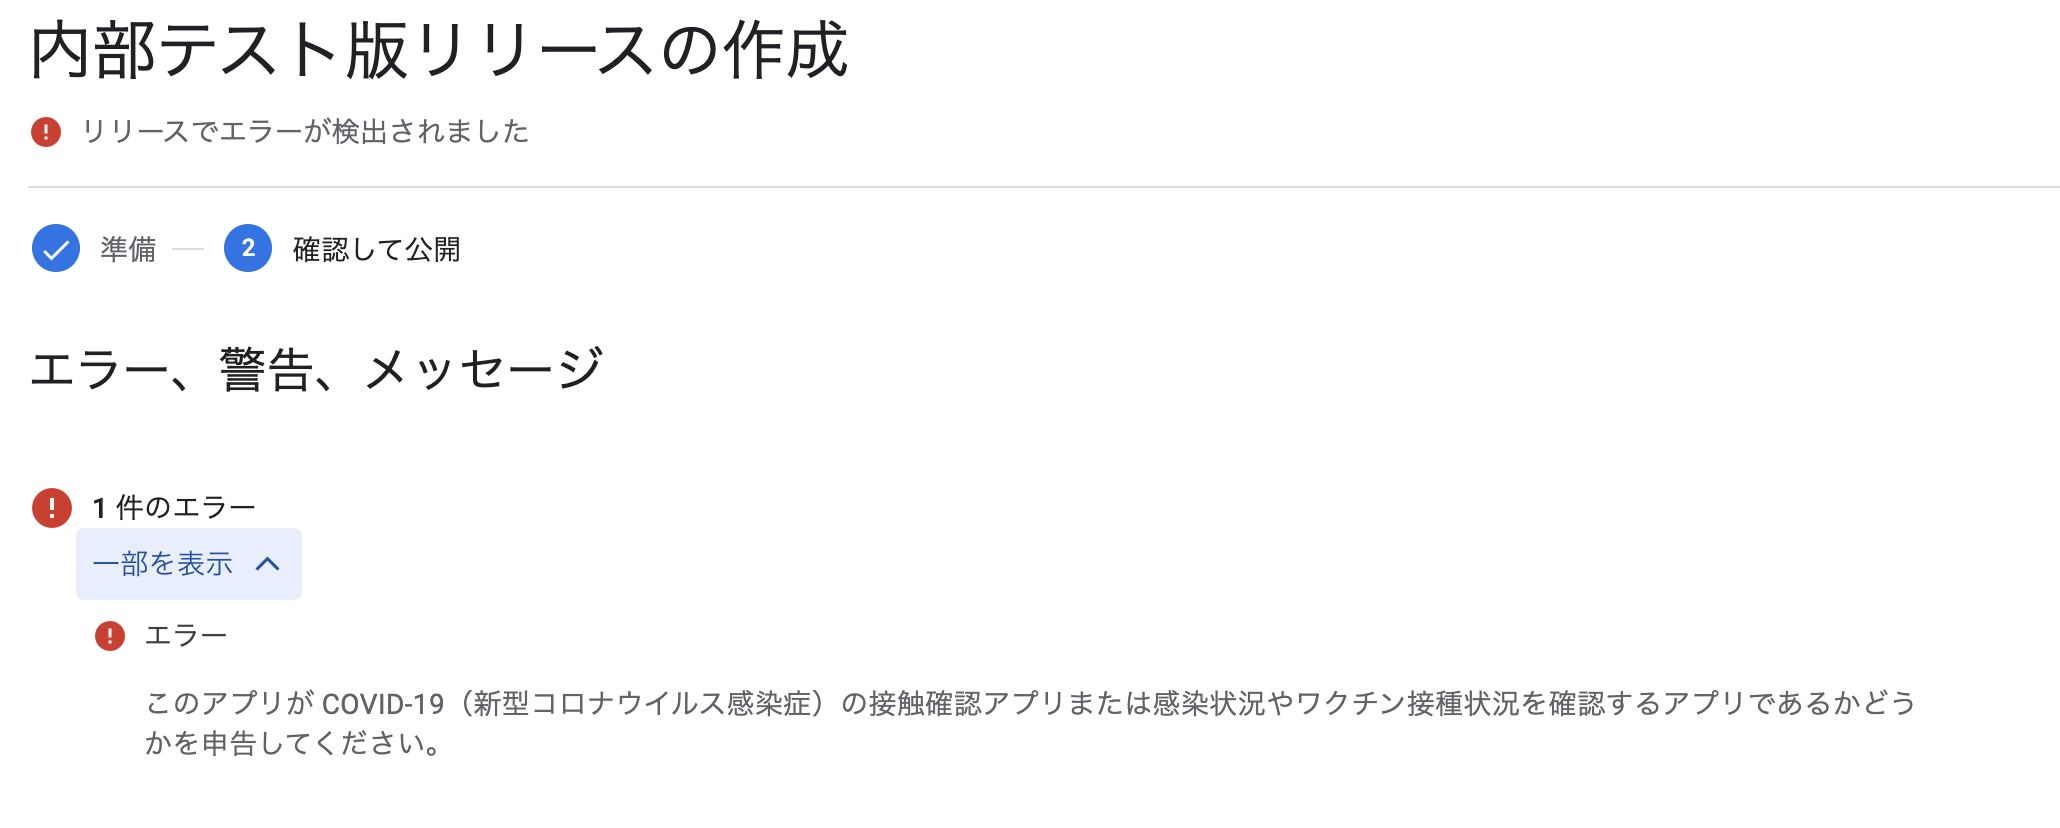 内部テスト版リリースの作成
リリースでエラーが検出されました
準備 2 確認して公開
エラー、警告、メッセージ
1 件のエラー
一部を表示
エラー
このアプリが COVID-19（新型コロナウイルス感染症）の接触確認アプリまたは感染状況やワクチン接種状況を確認するアプリであるかどう
かを申告してください。